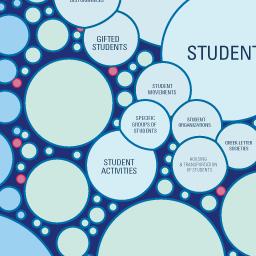 GIFTED
STUDENTS
STUDENT
STUDENT
MOVEMENTS
SPECIFIC
GROUPS OF
STUDENTS
STUDENT
ORGANIZATIONS
GREEK LETTER
SOCIETIES
HOUSING
& TRANSPORTATION
OF STUDENTS
STUDENT
ACTIVITIES